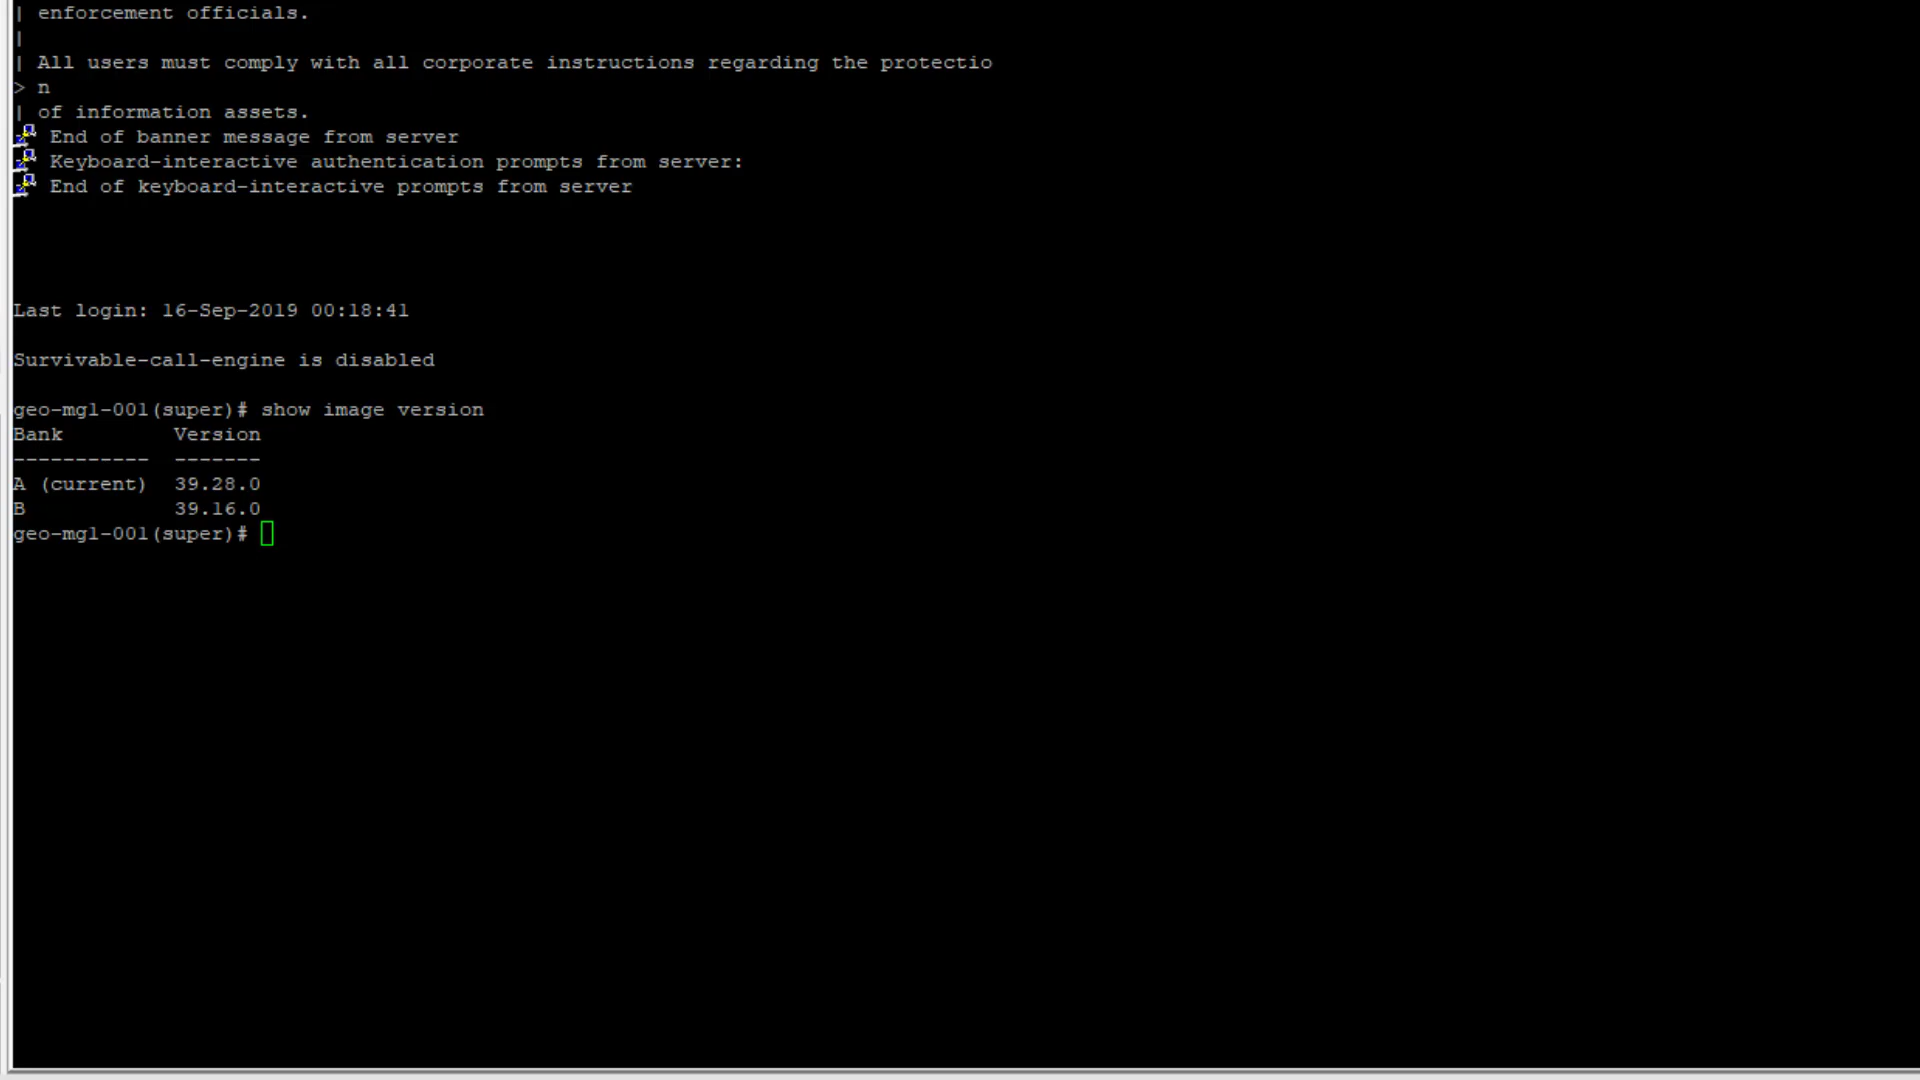 | enforcement officials.
|
| All users must comply with all corporate instructions regarding the protectio
> n
| of information assets.
End of banner message from server
Keyboard-interactive authentication prompts from server:
End of keyboard-interactive prompts from server
Last login: 16-Sep-2019 00:18:41
Survivable-call-engine is disabled
geo-mg1-001(super)# show image version
Bank         Version
-----------  -------
A (current)  39.28.0
B            39.16.0
geo-mg1-001(super)#